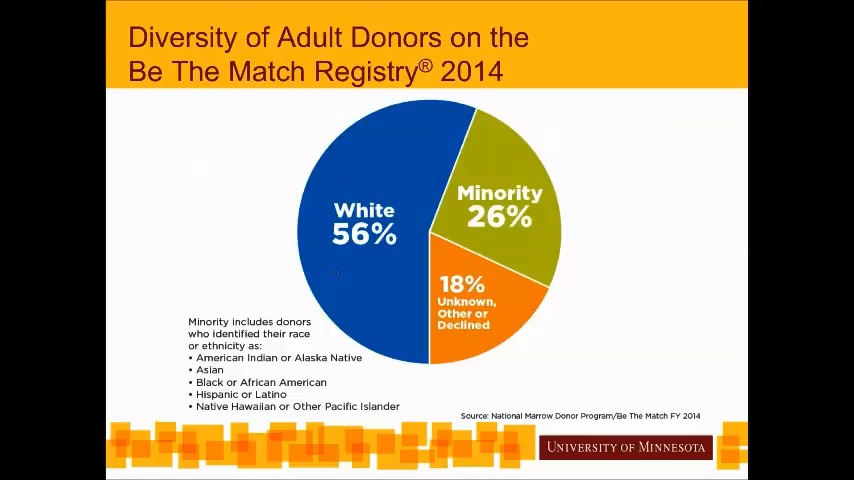 Diversity of Adult Donors on the
Be The Match Registry® 2014
White
56%
Minority
26%
18%
Unknown,
Other or
Declined
Minority includes donors
who identified their race
or ethnicity as:
• American Indian or Alaska Native
• Asian
• Black or African American
• Hispanic or Latino
• Native Hawaiian or Other Pacific Islander
Source: National Marrow Donor Program/Be The Match FY 2014
UNIVERSITY OF MINNESOTA